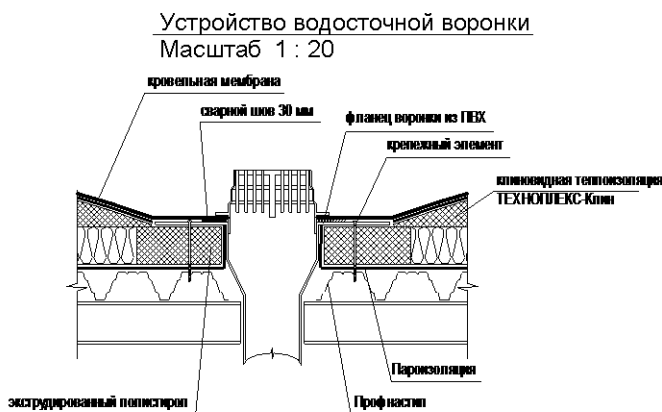 Устройство водосточной воронки
Масштаб 1 : 20
кровельная мембрана
сварной шов 30 мм
фланец воронки из ПВХ
крепежный элемент
клиновидная теплоизоляция
ТЕХНОПЛЕКС-Клин
Пароизоляция
экструдированный полистирол
Профнастил